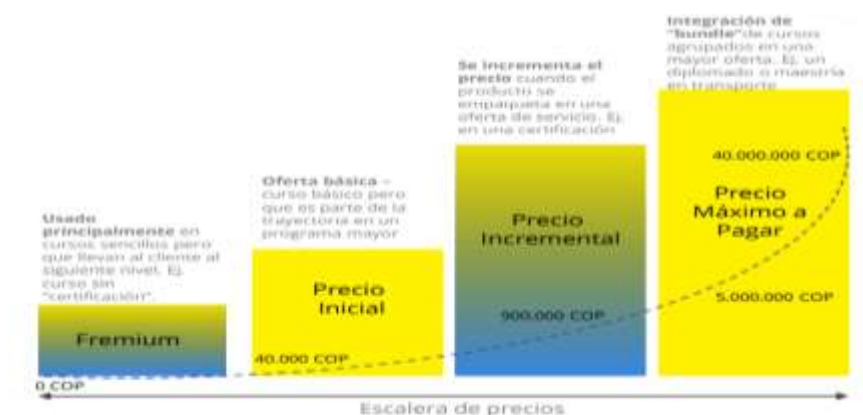 Usado
principalmente en
cursos sencillos pero
que llevan al cliente al
siguiente nivel. Ej.
curso sin
"certificación".
Fremium
0 COP
Oferta básica –
curso básico pero
que es parte de la
trayectoria en un
programa mayor
Precio
Inicial
40.000 COP
Se incrementa el
precio cuando el
producto se
empaqueta en una
oferta de servicio. Ej.
en una certificación
Precio
Incremental
900.000 COP
Integración de
"bundle"de cursos
agrupados en una
mayor oferta. Ej. un
diplomado o maestría
en transporte
40.000.000 COP
Precio
Máximo a
Pagar
5.000.000 COP
Escalera de precios